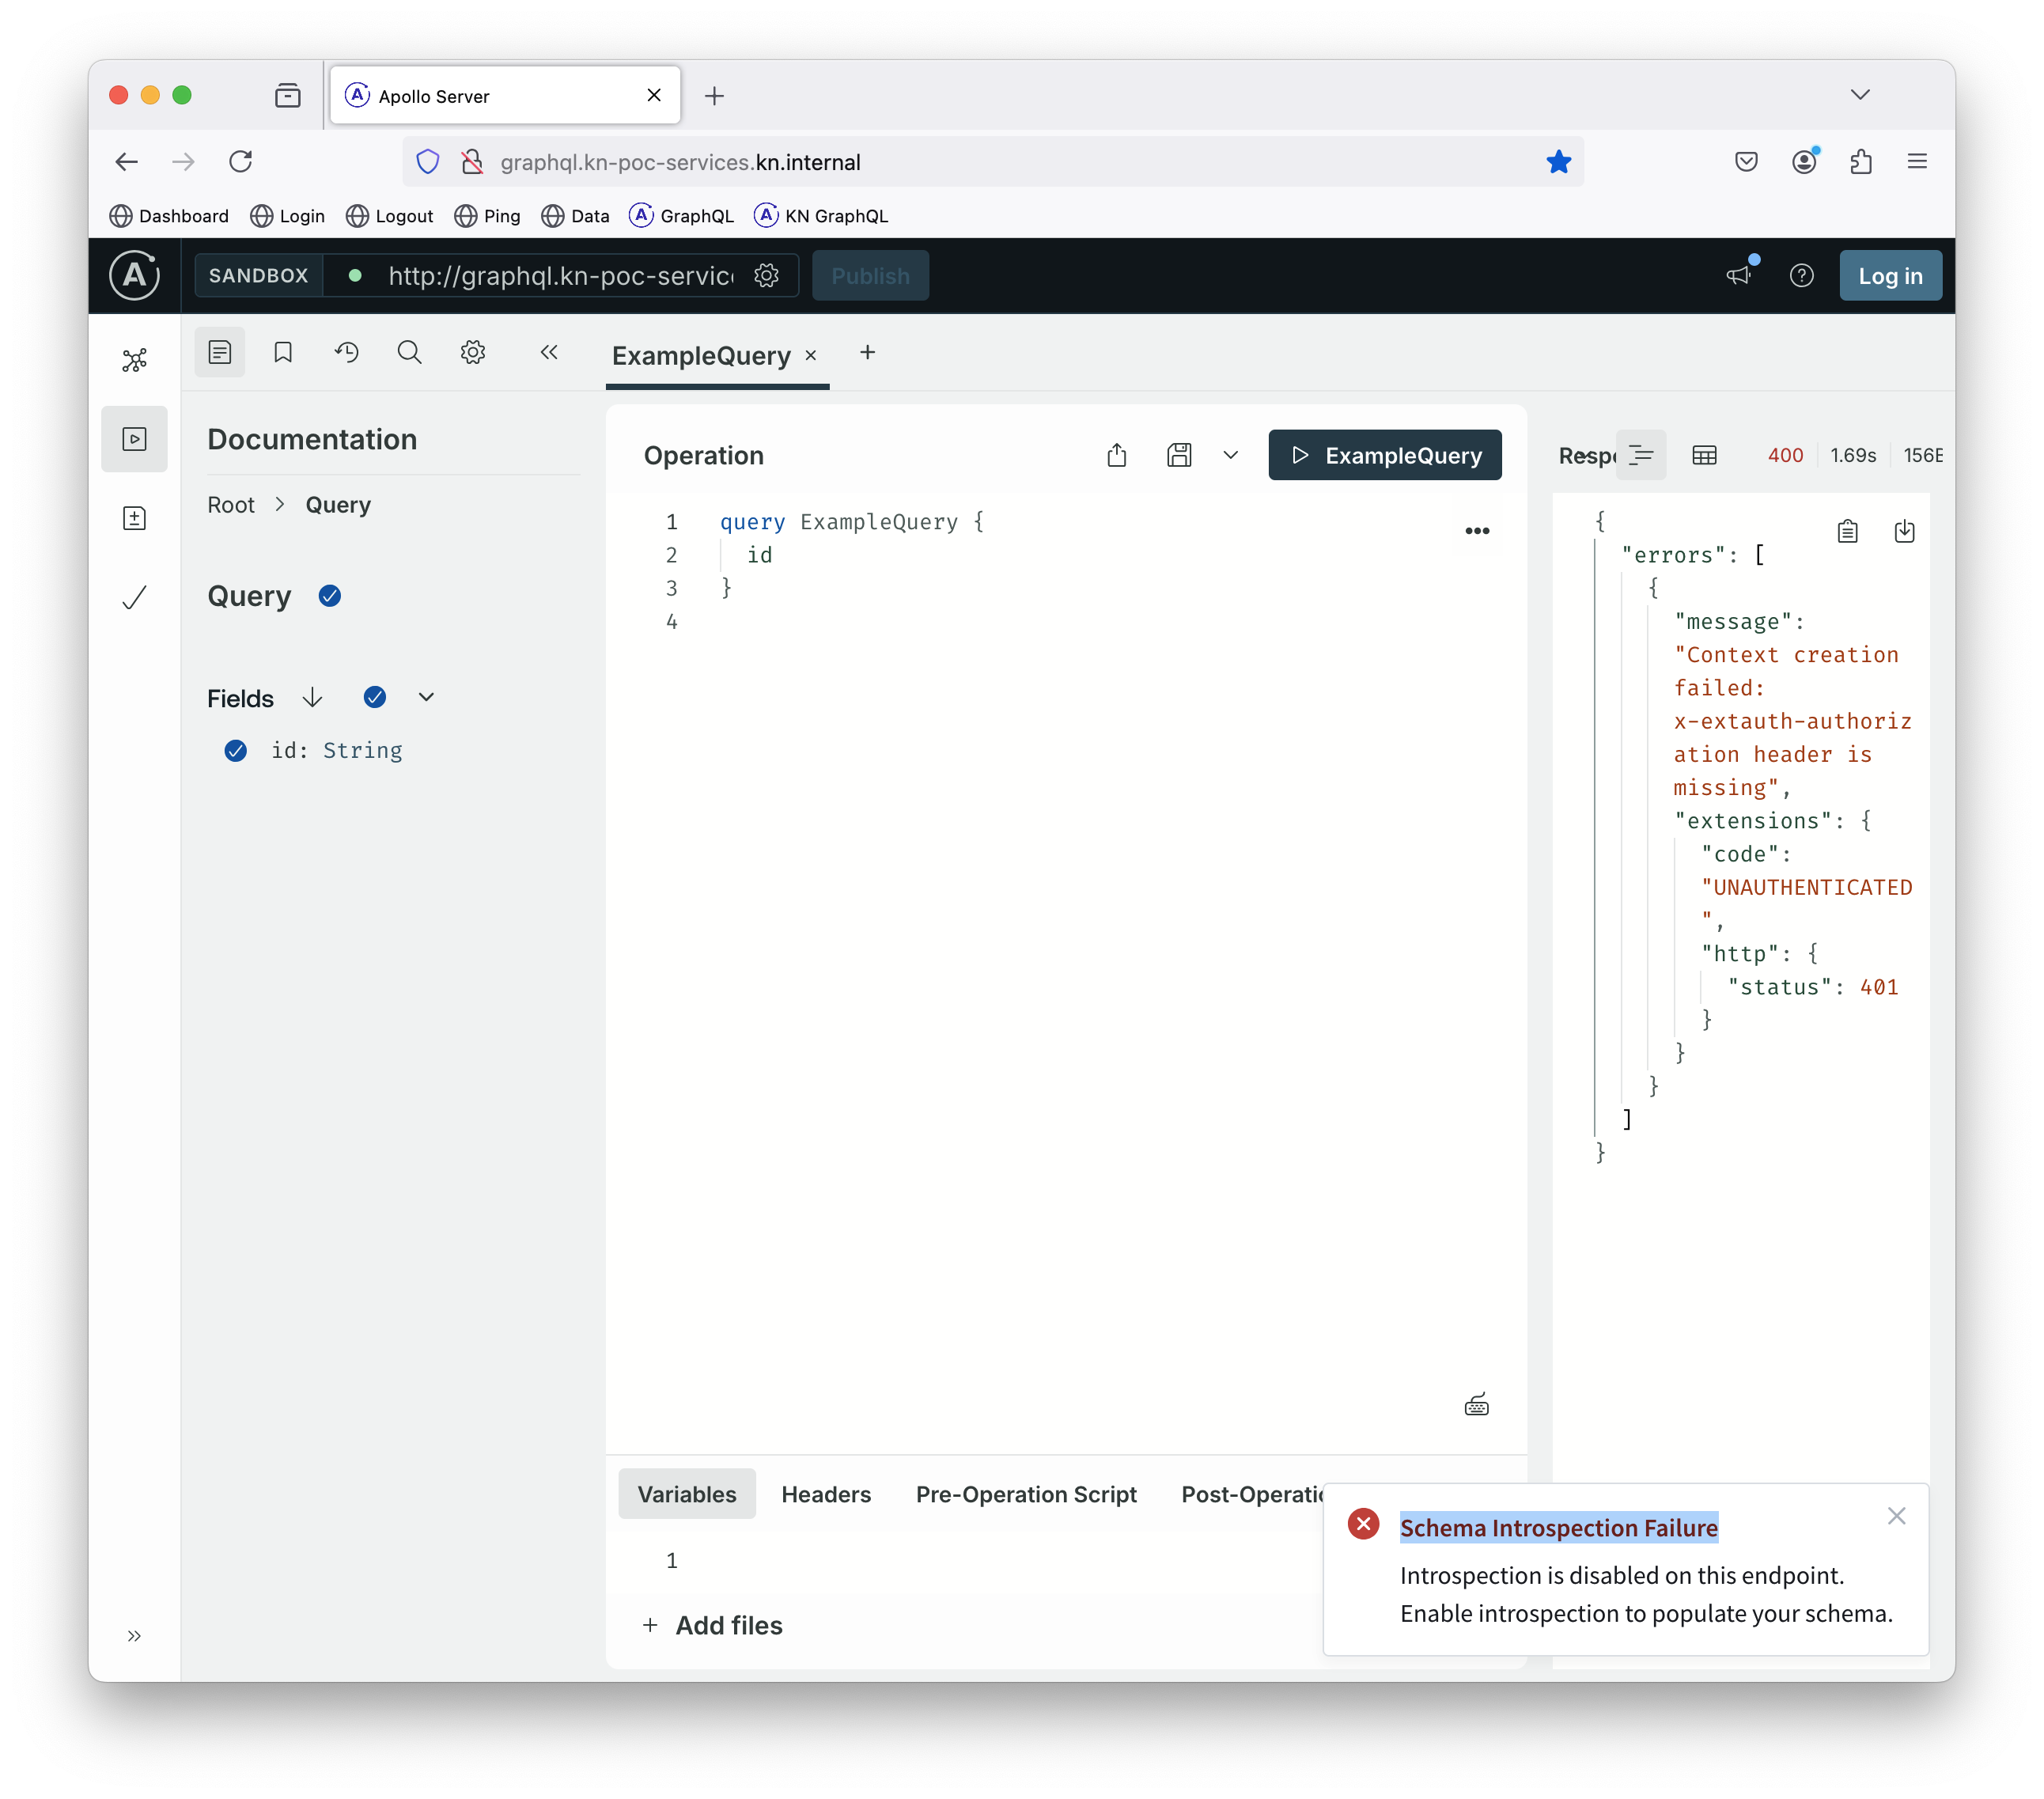 Apollo Server
graphql.kn-poc-services.kn.internal
Dashboard Login Logout Ping Data GraphQL KN GraphQL
SANDBOX http://graphql.kn-poc-servic Publish Log in
ExampleQuery
Documentation
Root > Query
Query
Fields
id: String
Operation
ExampleQuery
1 query ExampleQuery {
2 id
3 }
4
Variables Headers Pre-Operation Script Post-Operati
1
+ Add files
Respo 400 1.69s 156B
{
"errors": [
{
"message":
"Context creation
failed:
x-extauth-authoriz
ation header is
missing",
"extensions": {
"code":
"UNAUTHENTICATED
",
"http": {
"status": 401
}
}
}
]
}
Schema Introspection Failure
Introspection is disabled on this endpoint.
Enable introspection to populate your schema.